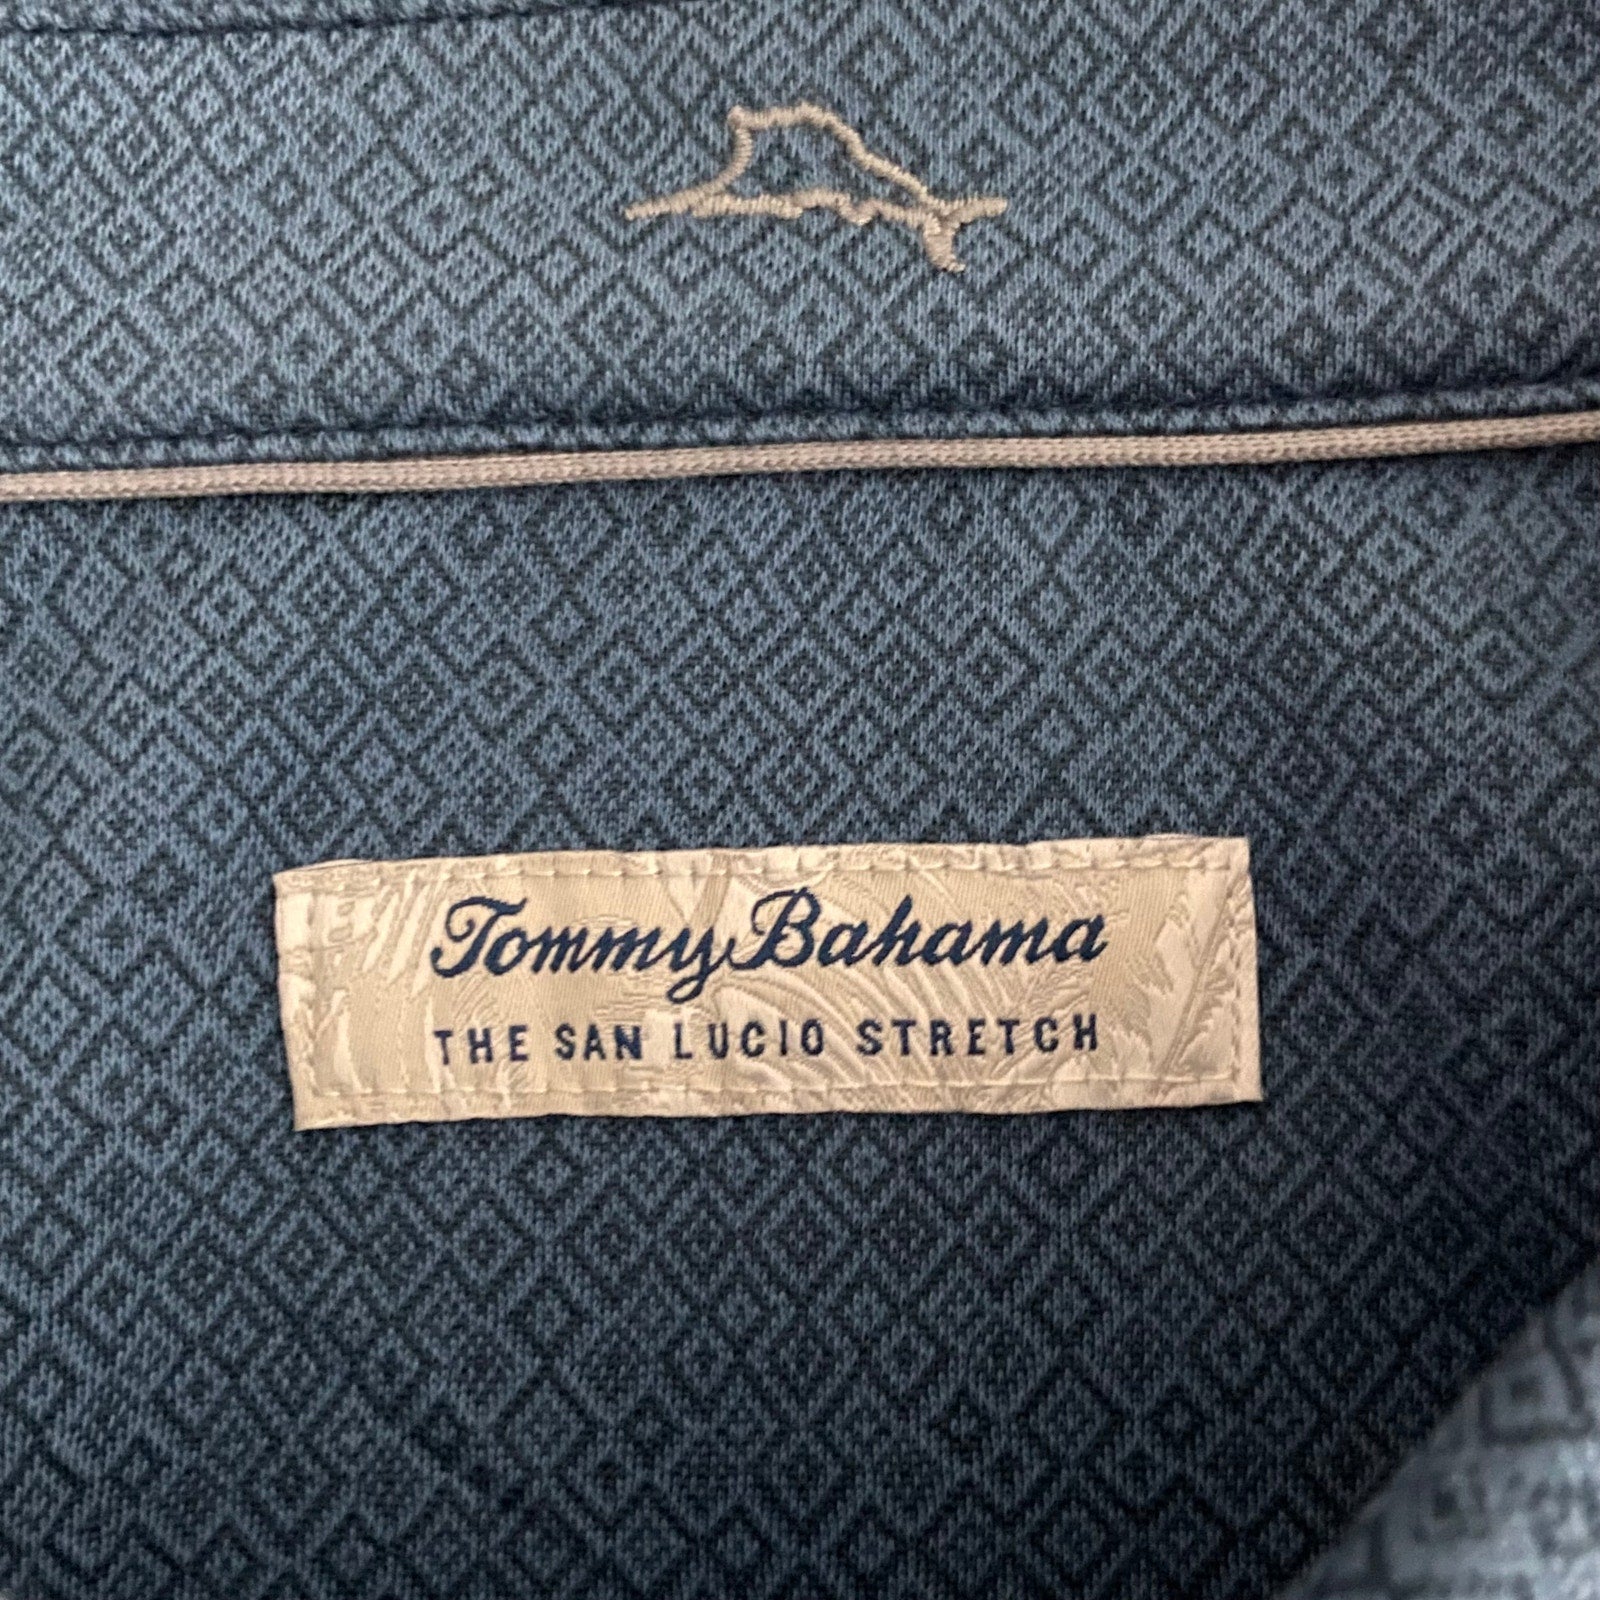 Tommy Bahama
THE SAN LUCIO STRETCH